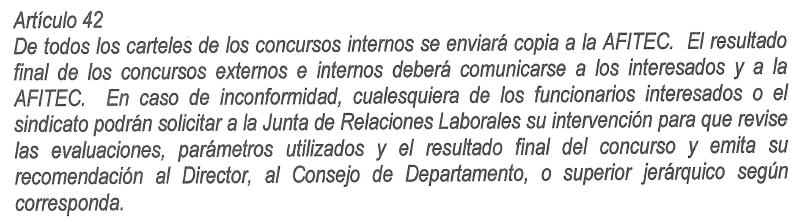 Artículo 42
De todos los carteles de los concursos internos se enviará copia a la AFITEC. El resultado
final de los concursos externos e internos deberá comunicarse a los interesados y a la
AFITEC. En caso de inconformidad, cualesquiera de los funcionarios interesados o el
sindicato podrán solicitar a la Junta de Relaciones Laborales su intervención para que revise
las evaluaciones, parámetros utilizados y el resultado final del concurso y emita su
recomendación al Director, al Consejo de Departamento, o superior jerárquico según
corresponda.